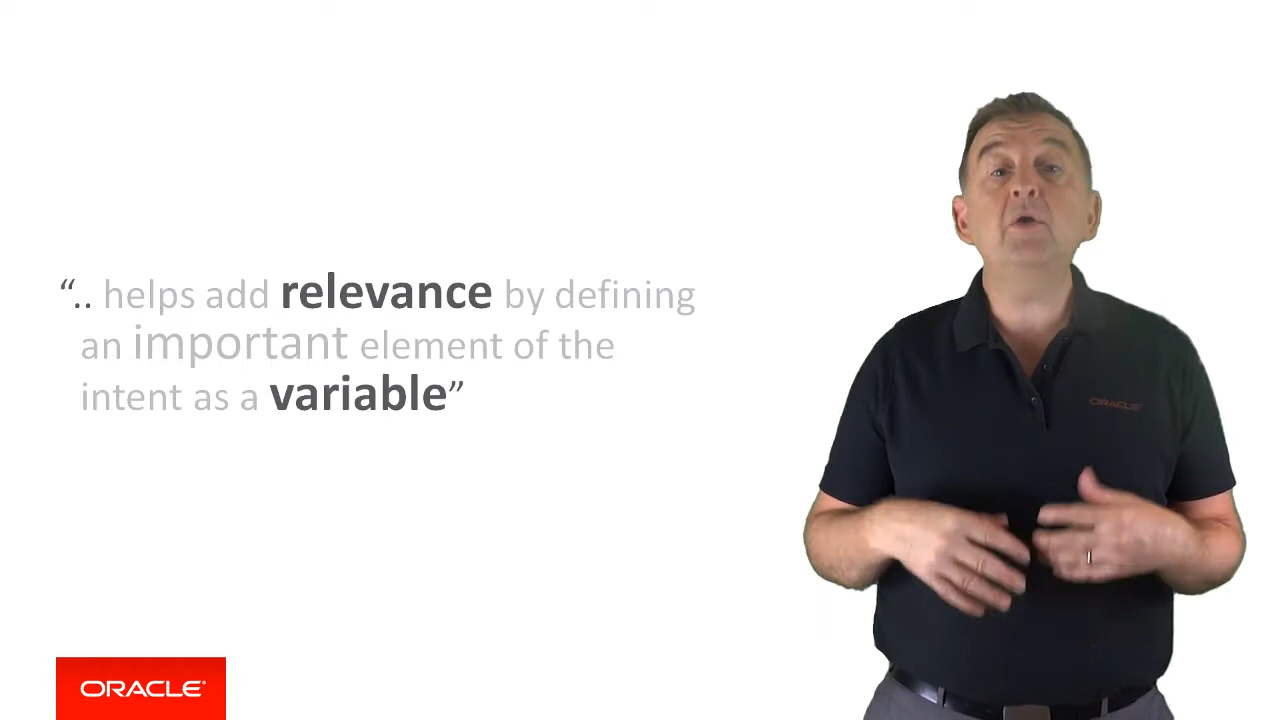 “.. helps add relevance by defining
an important element of the
intent as a variable”
ORACLE
ORACLE®